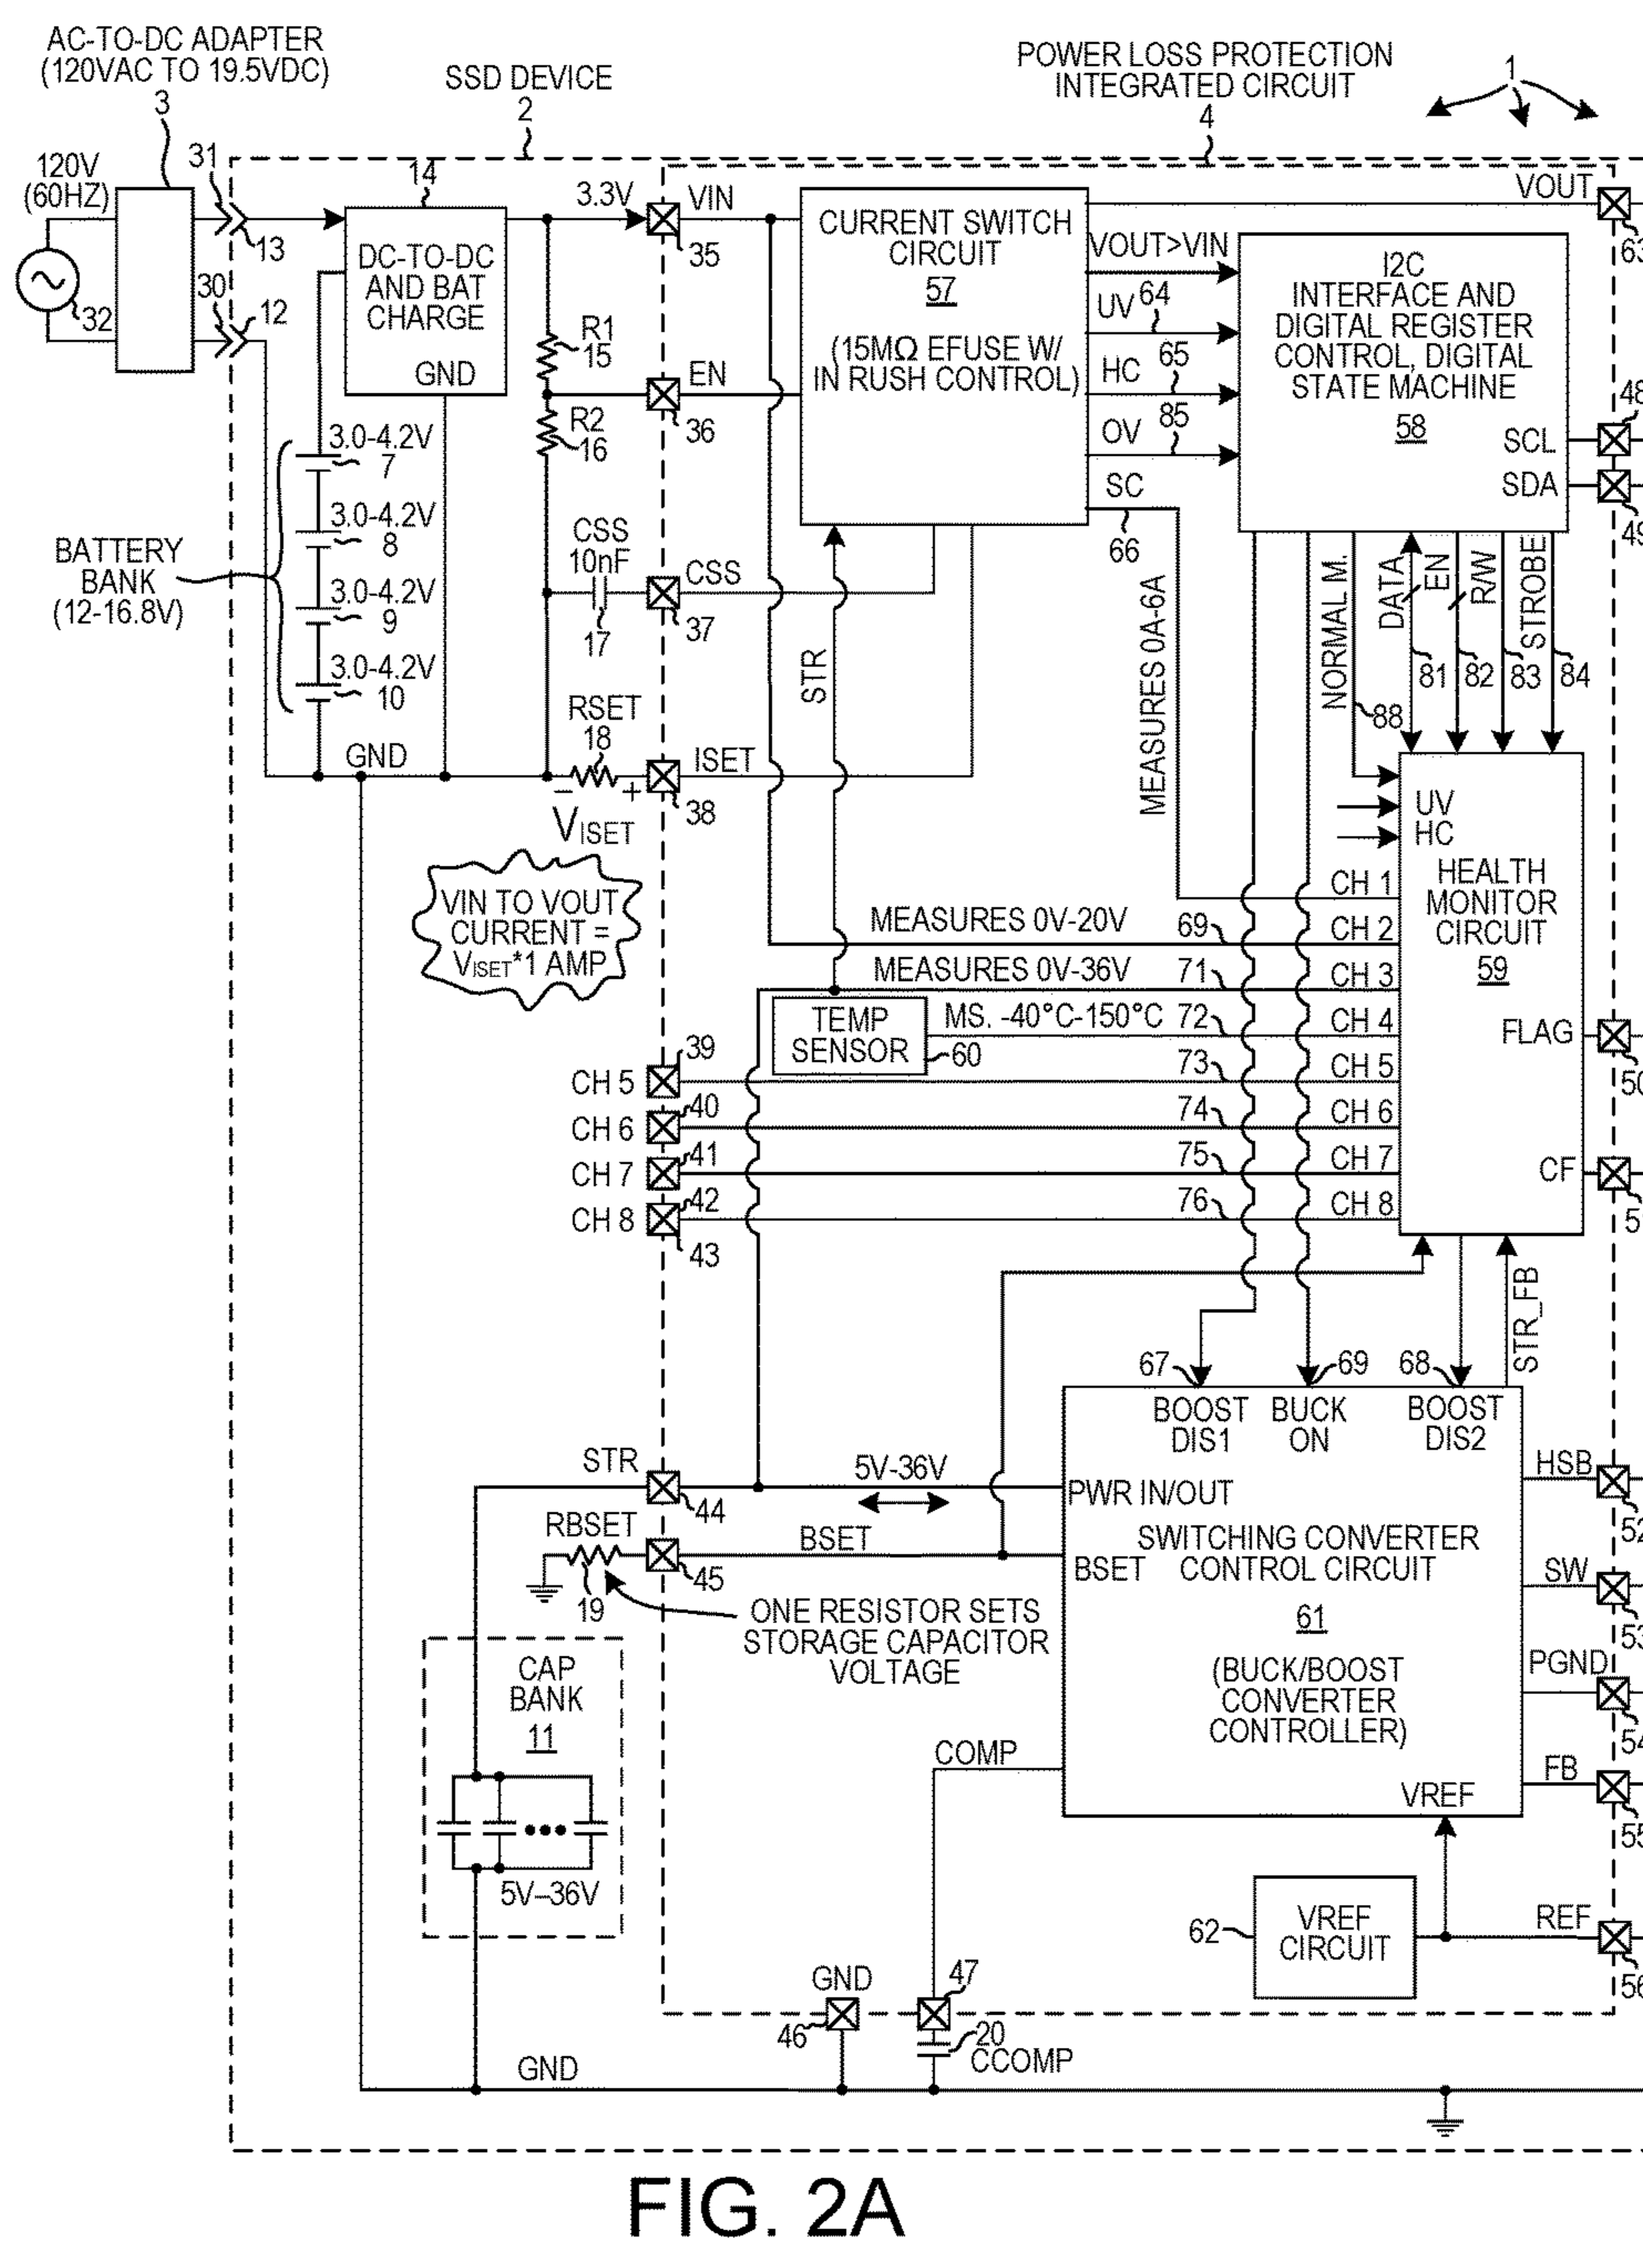 AC-TO-DC ADAPTER
(120VAC TO 19.5VDC)
3
SSD DEVICE
2
POWER LOSS PROTECTION
INTEGRATED CIRCUIT
4
1
120V
(60HZ)
31
13
30
12
32
14
DC-TO-DC
AND BAT
CHARGE
GND
3.3V
VIN
35
R1
15
EN
36
R2
16
CURRENT SWITCH
CIRCUIT
57
(15MΩ EFUSE W/
IN RUSH CONTROL)
VOUT
63
VOUT>VIN
UV
64
HC
65
OV
85
SC
66
I2C
INTERFACE AND
DIGITAL REGISTER
CONTROL, DIGITAL
STATE MACHINE
58
SCL
48
SDA
49
BATTERY
BANK
(12-16.8V)
3.0-4.2V
7
3.0-4.2V
8
3.0-4.2V
9
3.0-4.2V
10
CSS
10nF
17
CSS
37
STR
MEASURES 0A-6A
NORMAL M.
88
DATA
81
EN
82
R/W
83
STROBE
84
GND
RSET
18
ISET
38
− +
VISET
VIN TO VOUT
CURRENT =
VISET*1 AMP
UV
HC
HEALTH
MONITOR
CIRCUIT
59
CH 1
MEASURES 0V-20V
69
CH 2
MEASURES 0V-36V
71
CH 3
TEMP
SENSOR
60
MS. -40°C-150°C
72
CH 4
FLAG
50
CH 5
39
73
CH 5
CH 6
40
74
CH 6
CH 7
41
75
CH 7
CF
CH 8
42
43
76
CH 8
STR_FB
67
69
68
BOOST
DIS1
BUCK
ON
BOOST
DIS2
STR
44
5V-36V
PWR IN/OUT
HSB
52
RBSET
19
45
BSET
BSET
SWITCHING CONVERTER
CONTROL CIRCUIT
61
(BUCK/BOOST
CONVERTER
CONTROLLER)
SW
53
PGND
54
FB
55
ONE RESISTOR SETS
STORAGE CAPACITOR
VOLTAGE
CAP
BANK
11
5V–36V
COMP
VREF
62
VREF
CIRCUIT
REF
56
GND
46
47
20
CCOMP
GND
FIG. 2A